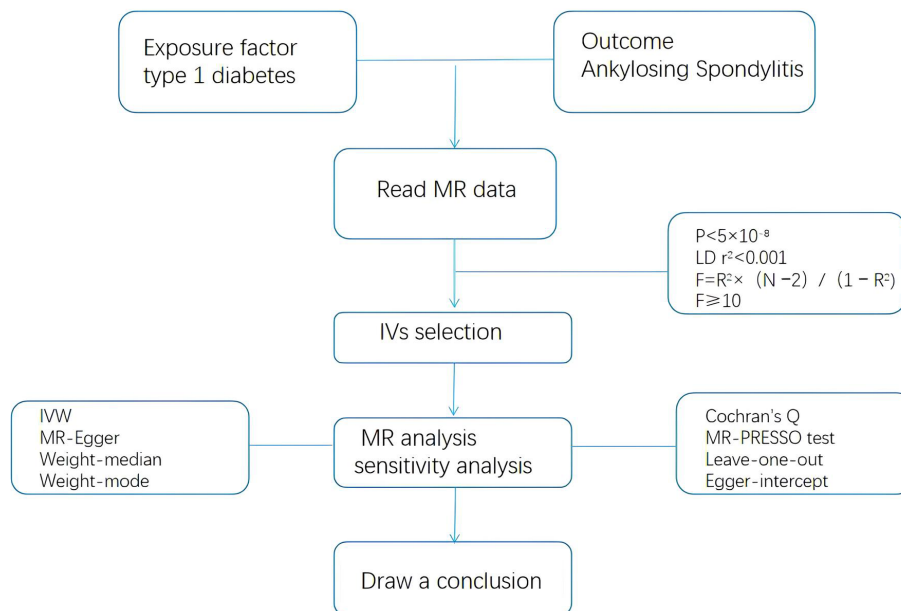 Exposure factor
type 1 diabetes
Outcome
Ankylosing Spondylitis
Read MR data
P<5×10⁻⁸
LD r²<0.001
F=R²×（N－2）/（1－R²）
F⩾10
IVs selection
IVW
MR-Egger
Weight-median
Weight-mode
MR analysis
sensitivity analysis
Cochran's Q
MR-PRESSO test
Leave-one-out
Egger-intercept
Draw a conclusion